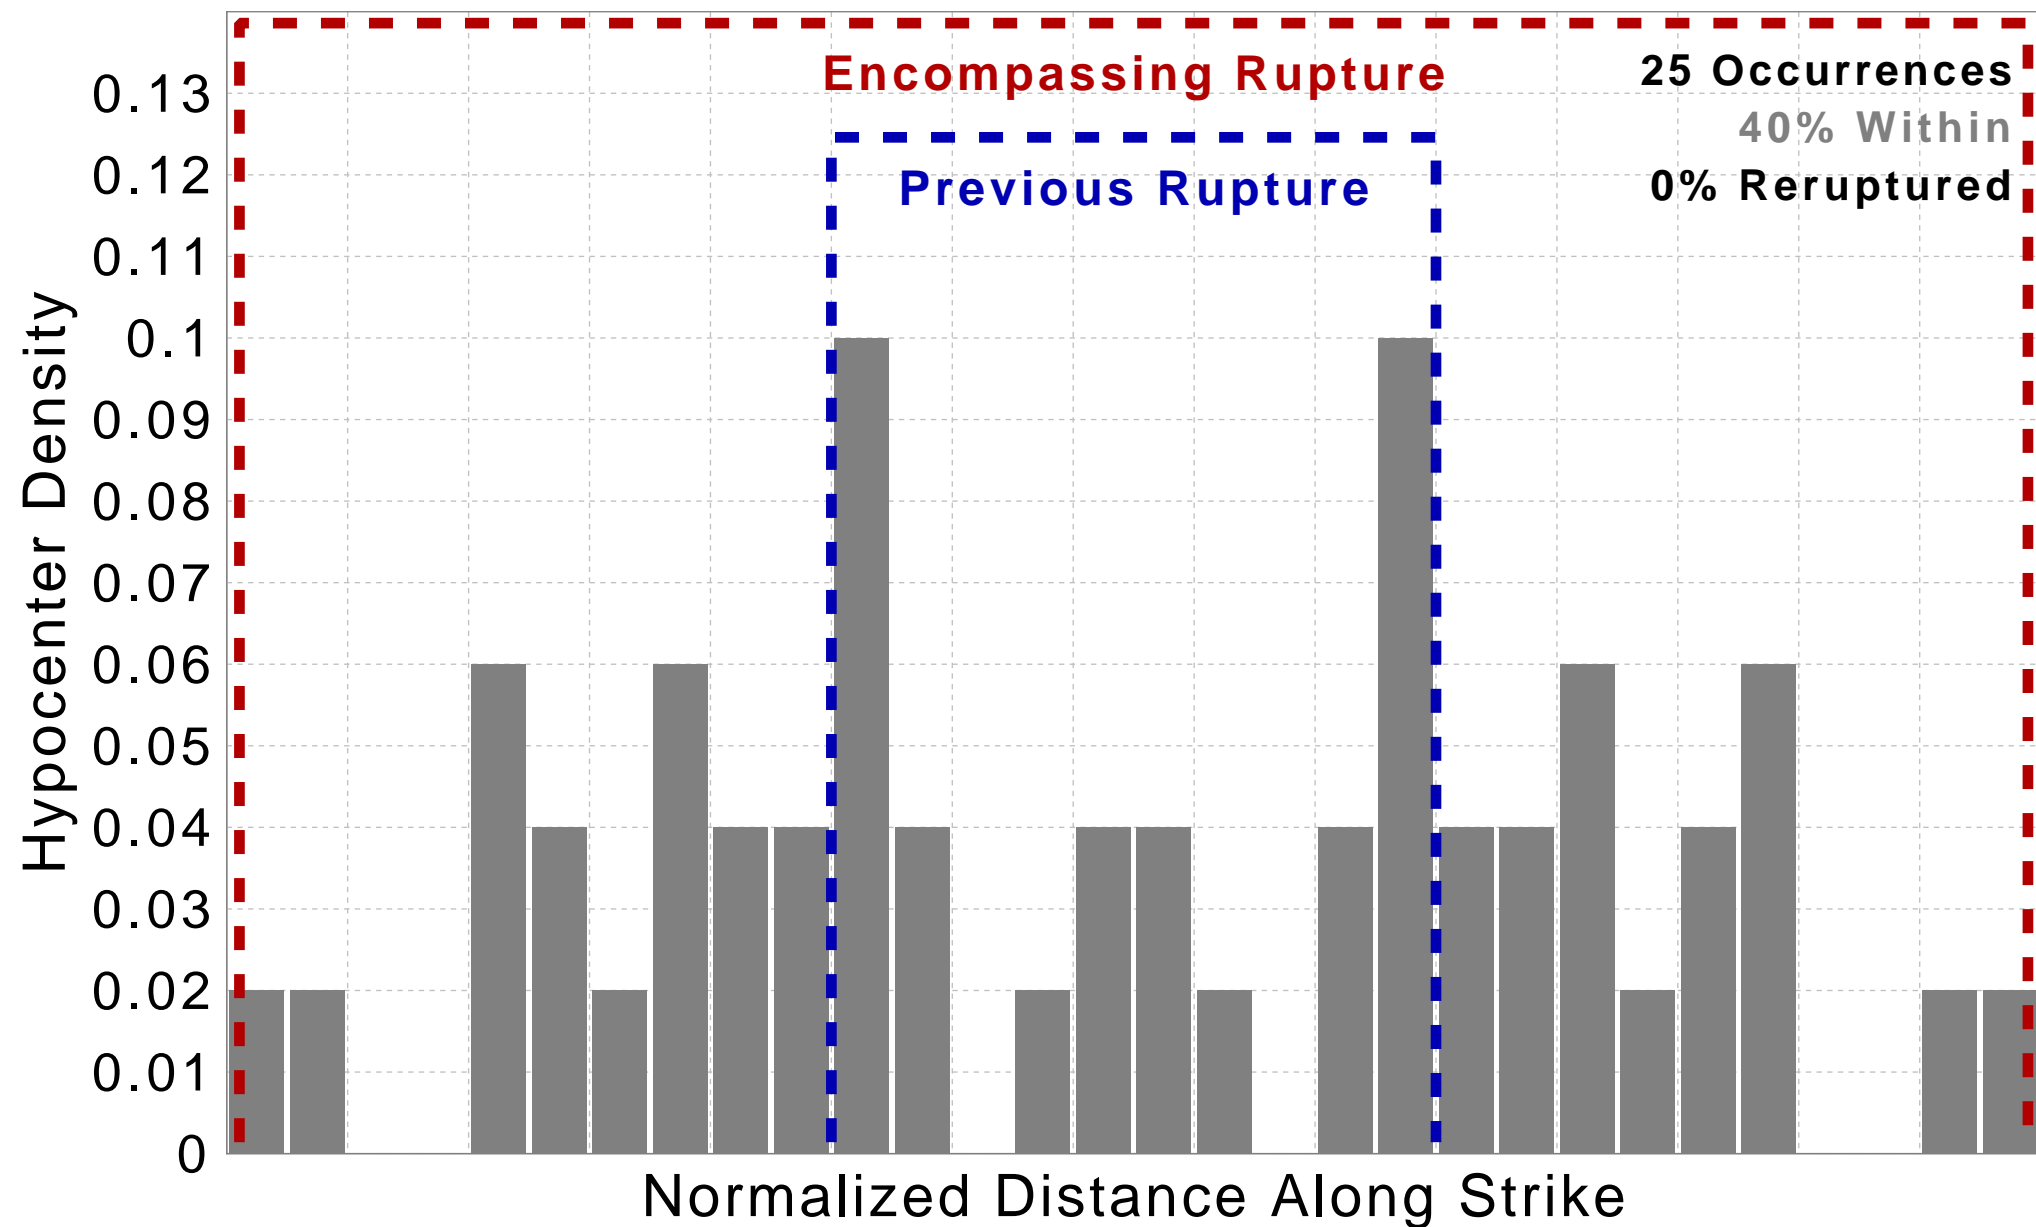 Encompassing Rupture
25 Occurrences
40% Within
0% Reruptured
Previous Rupture
Hypocenter Density
0.13
0.12
0.11
0.1
0.09
0.08
0.07
0.06
0.05
0.04
0.03
0.02
0.01
0
Normalized Distance Along Strike